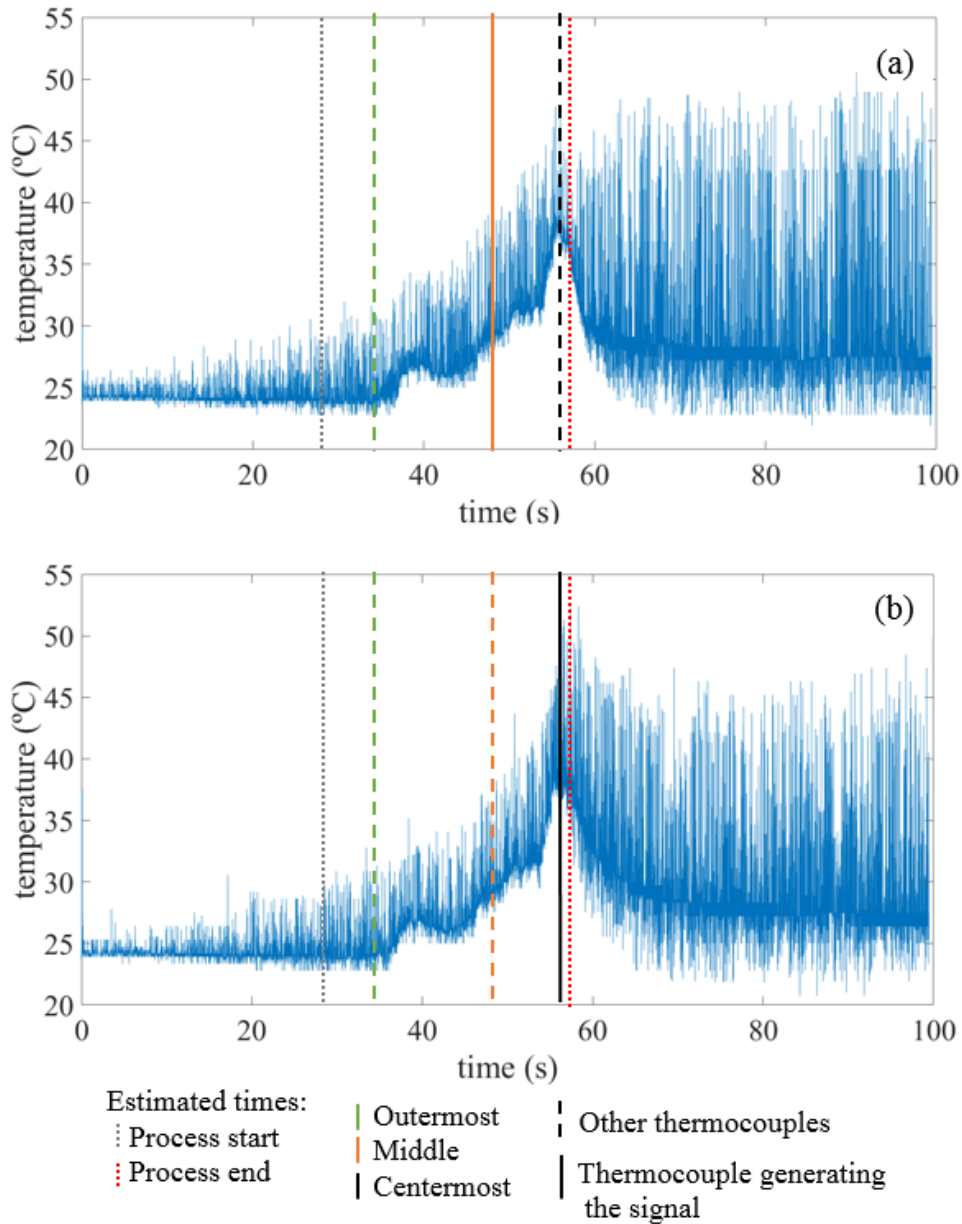 55
50
45
40
35
30
25
20
temperature (ºC)
(a)
0
20
40
60
80
100
time (s)
55
50
45
40
35
30
25
20
temperature (ºC)
(b)
0
20
40
60
80
100
time (s)
Estimated times:
Process start
Process end
Outermost
Middle
Centermost
Other thermocouples
Thermocouple generating
the signal